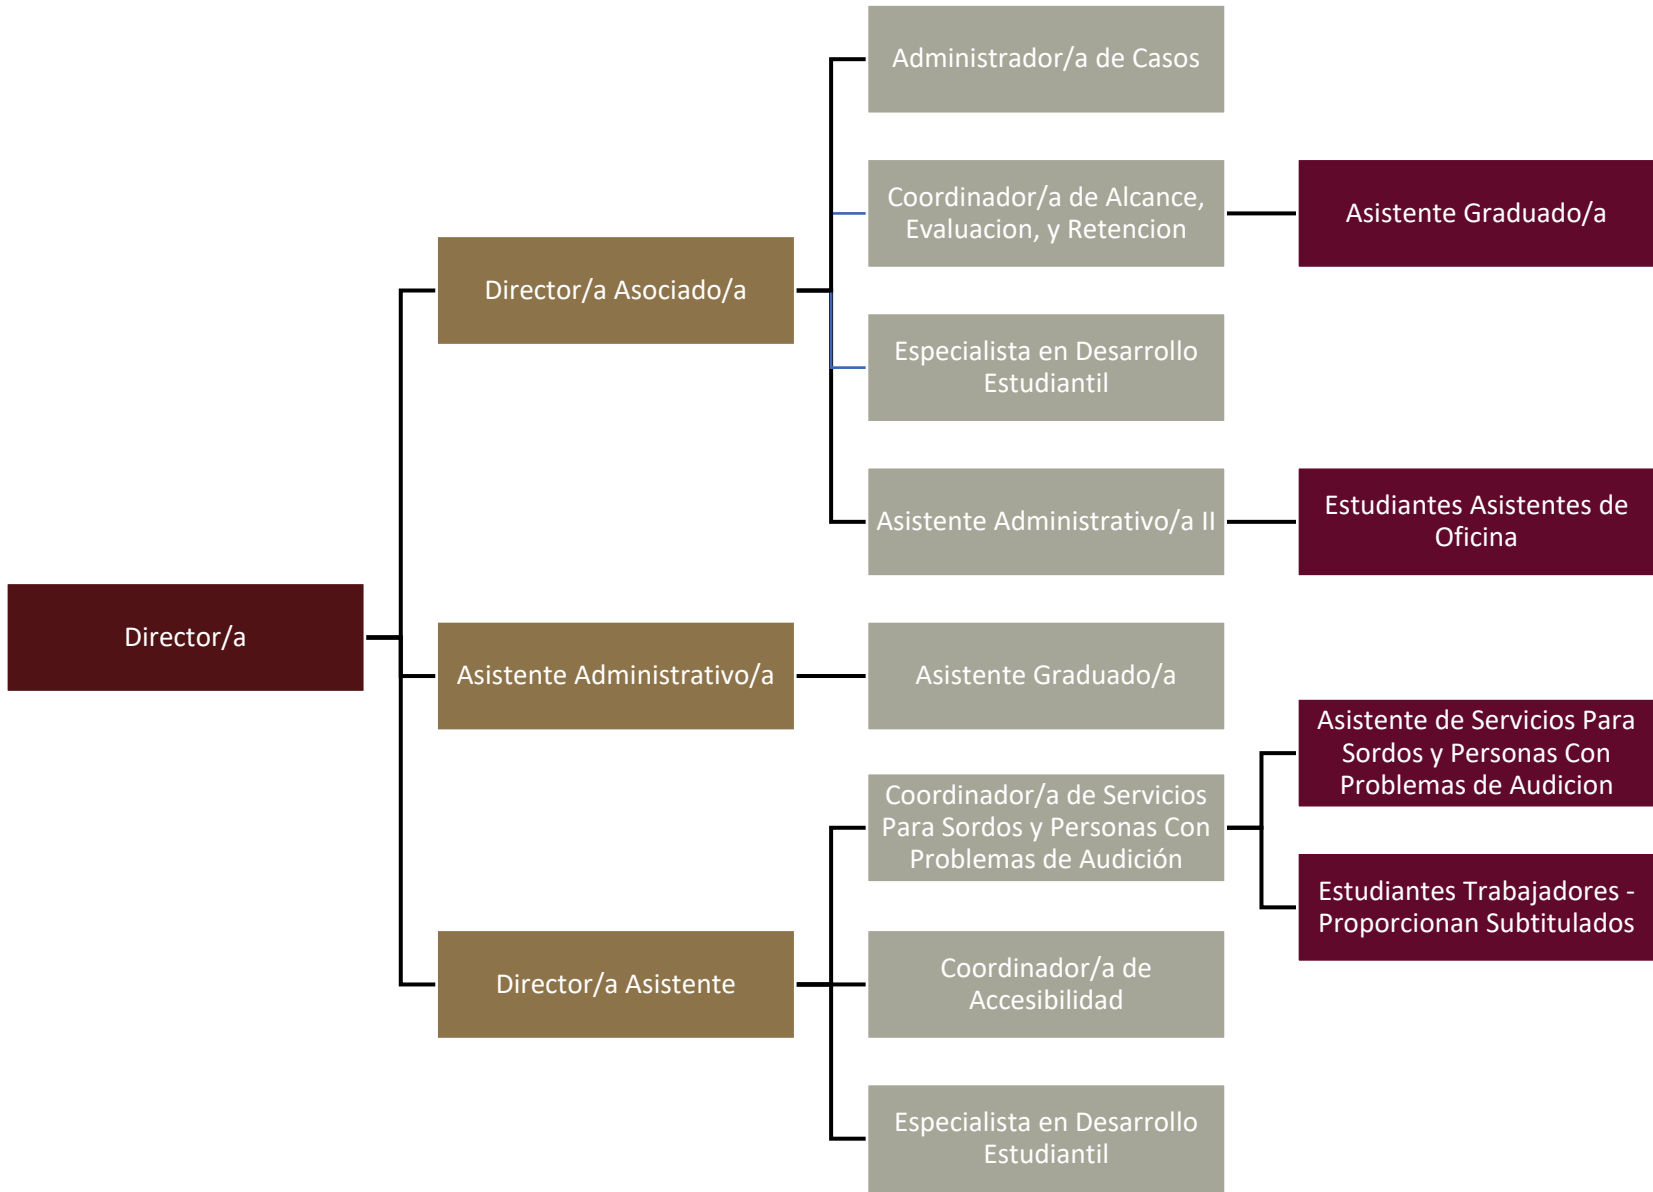 Administrador/a de Casos
Coordinador/a de Alcance,
Evaluacion, y Retencion
Asistente Graduado/a
Director/a Asociado/a
Especialista en Desarrollo
Estudiantil
Asistente Administrativo/a II
Estudiantes Asistentes de
Oficina
Director/a
Asistente Administrativo/a
Asistente Graduado/a
Asistente de Servicios Para
Sordos y Personas Con
Problemas de Audicion
Coordinador/a de Servicios
Para Sordos y Personas Con
Problemas de Audición
Estudiantes Trabajadores -
Proporcionan Subtitulados
Director/a Asistente
Coordinador/a de
Accesibilidad
Especialista en Desarrollo
Estudiantil